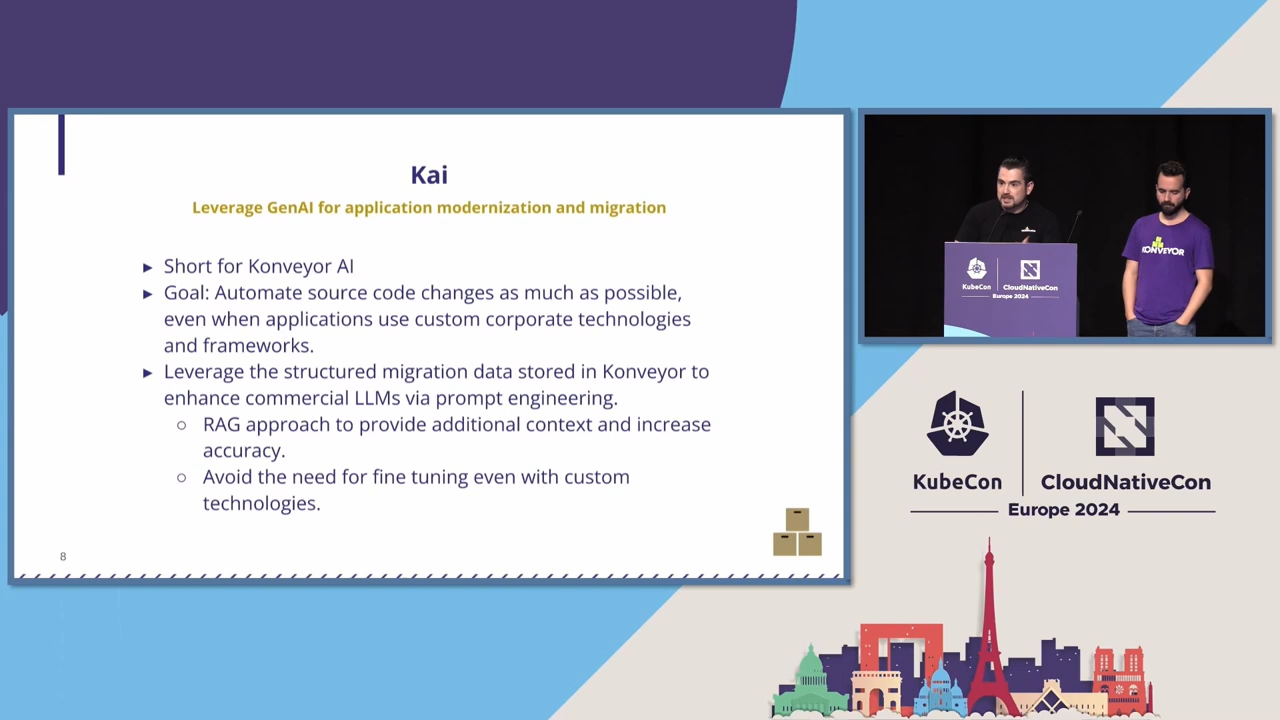 Kai
Leverage GenAI for application modernization and migration
▸ Short for Konveyor AI
▸ Goal: Automate source code changes as much as possible,
even when applications use custom corporate technologies
and frameworks.
▸ Leverage the structured migration data stored in Konveyor to
enhance commercial LLMs via prompt engineering.
○ RAG approach to provide additional context and increase
accuracy.
○ Avoid the need for fine tuning even with custom
technologies.
8
KONVEYOR
KubeCon CloudNativeCon
Europe 2024
KubeCon CloudNativeCon
Europe 2024